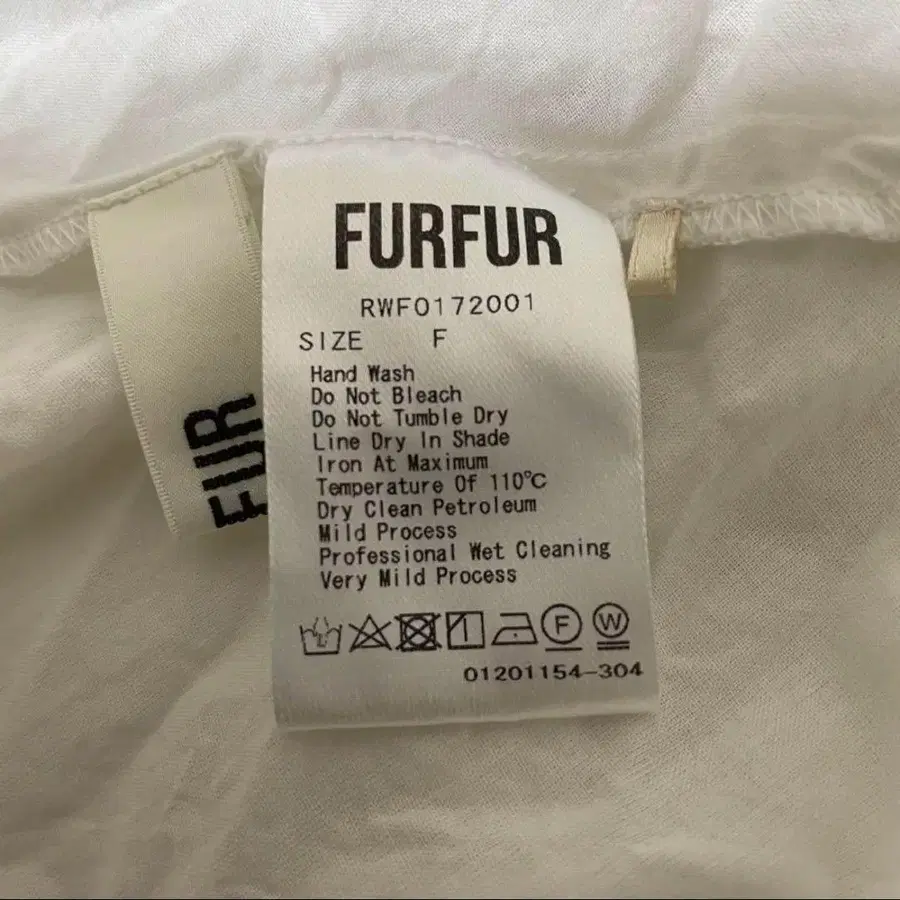 FURFUR
RWF0172001
SIZE F
Hand Wash
Do Not Bleach
Do Not Tumble Dry
Line Dry In Shade
Iron At Maximum
Temperature Of 110℃
Dry Clean Petroleum
Mild Process
Professional Wet Cleaning
Very Mild Process
F W
01201154-304
FUR